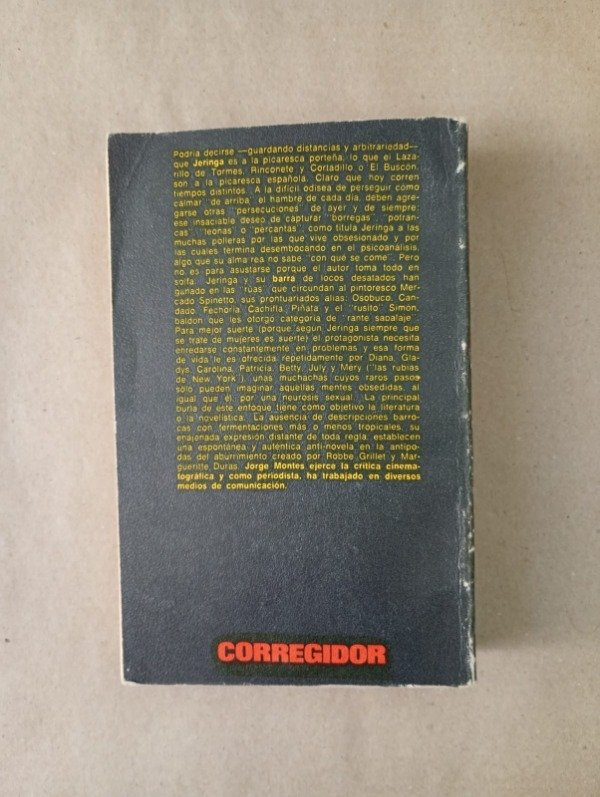 Podría decirse —guardando distancias y arbitrariedad—
que Jeringa es a la picaresca porteña, lo que el Laza-
rillo de Tormes, Rinconete y Cortadillo o El Buscón,
son a la picaresca española. Claro que hoy corren
tiempos distintos. A la difícil odisea de perseguir cómo
calmar "de arriba" el hambre de cada día, deben agre-
garse otras "persecuciones" de ayer y de siempre:
ese insaciable deseo de capturar "borregas", "potran-
cas", "leonas" o "percantas", como titula Jeringa a las
muchas polleras por las que vive obsesionado y por
las cuales termina desembocando en el psicoanálisis,
algo que su alma rea no sabe "con qué se come". Pero
no es para asustarse porque el autor toma todo en
solfa: Jeringa y su barra de locos desatados han
ganado en las "rúas" que circundan al pintoresco Mer-
cado Spinetto, sus prontuariados alias: Osobuco, Can-
dado, Fechoría, Cachifla, Piñata y el "rusito" Simón,
baldón que les otorgó categoría de "rante sabalaje".
Para mejor suerte (porque según Jeringa siempre que
se trate de mujeres es suerte) el protagonista necesita
enredarse constantemente en problemas y esa forma
de vida le es ofrecida repetidamente por Diana, Gla-
dys, Carolina, Patricia, Betty, July y Mery ("las rubias
de New York"), unas muchachas cuyos raros pasos
sólo pueden imaginar aquellas mentes obsedidas, al
igual que él, por una neurosis sexual. La principal
burla de este enfoque tiene como objetivo la literatura
o la novelística. La ausencia de descripciones barro-
cas con fermentaciones más o menos tropicales, su
enajonada expresión distante de toda regla, establecen
una espontánea y auténtica anti-novela en la antípo-
das del aburrimiento creado por Robbe Grillet y Mar-
gueritte Duras. Jorge Montes ejerce la crítica cinema-
tográfica y como periodista, ha trabajado en diversos
medios de comunicación.
CORREGIDOR